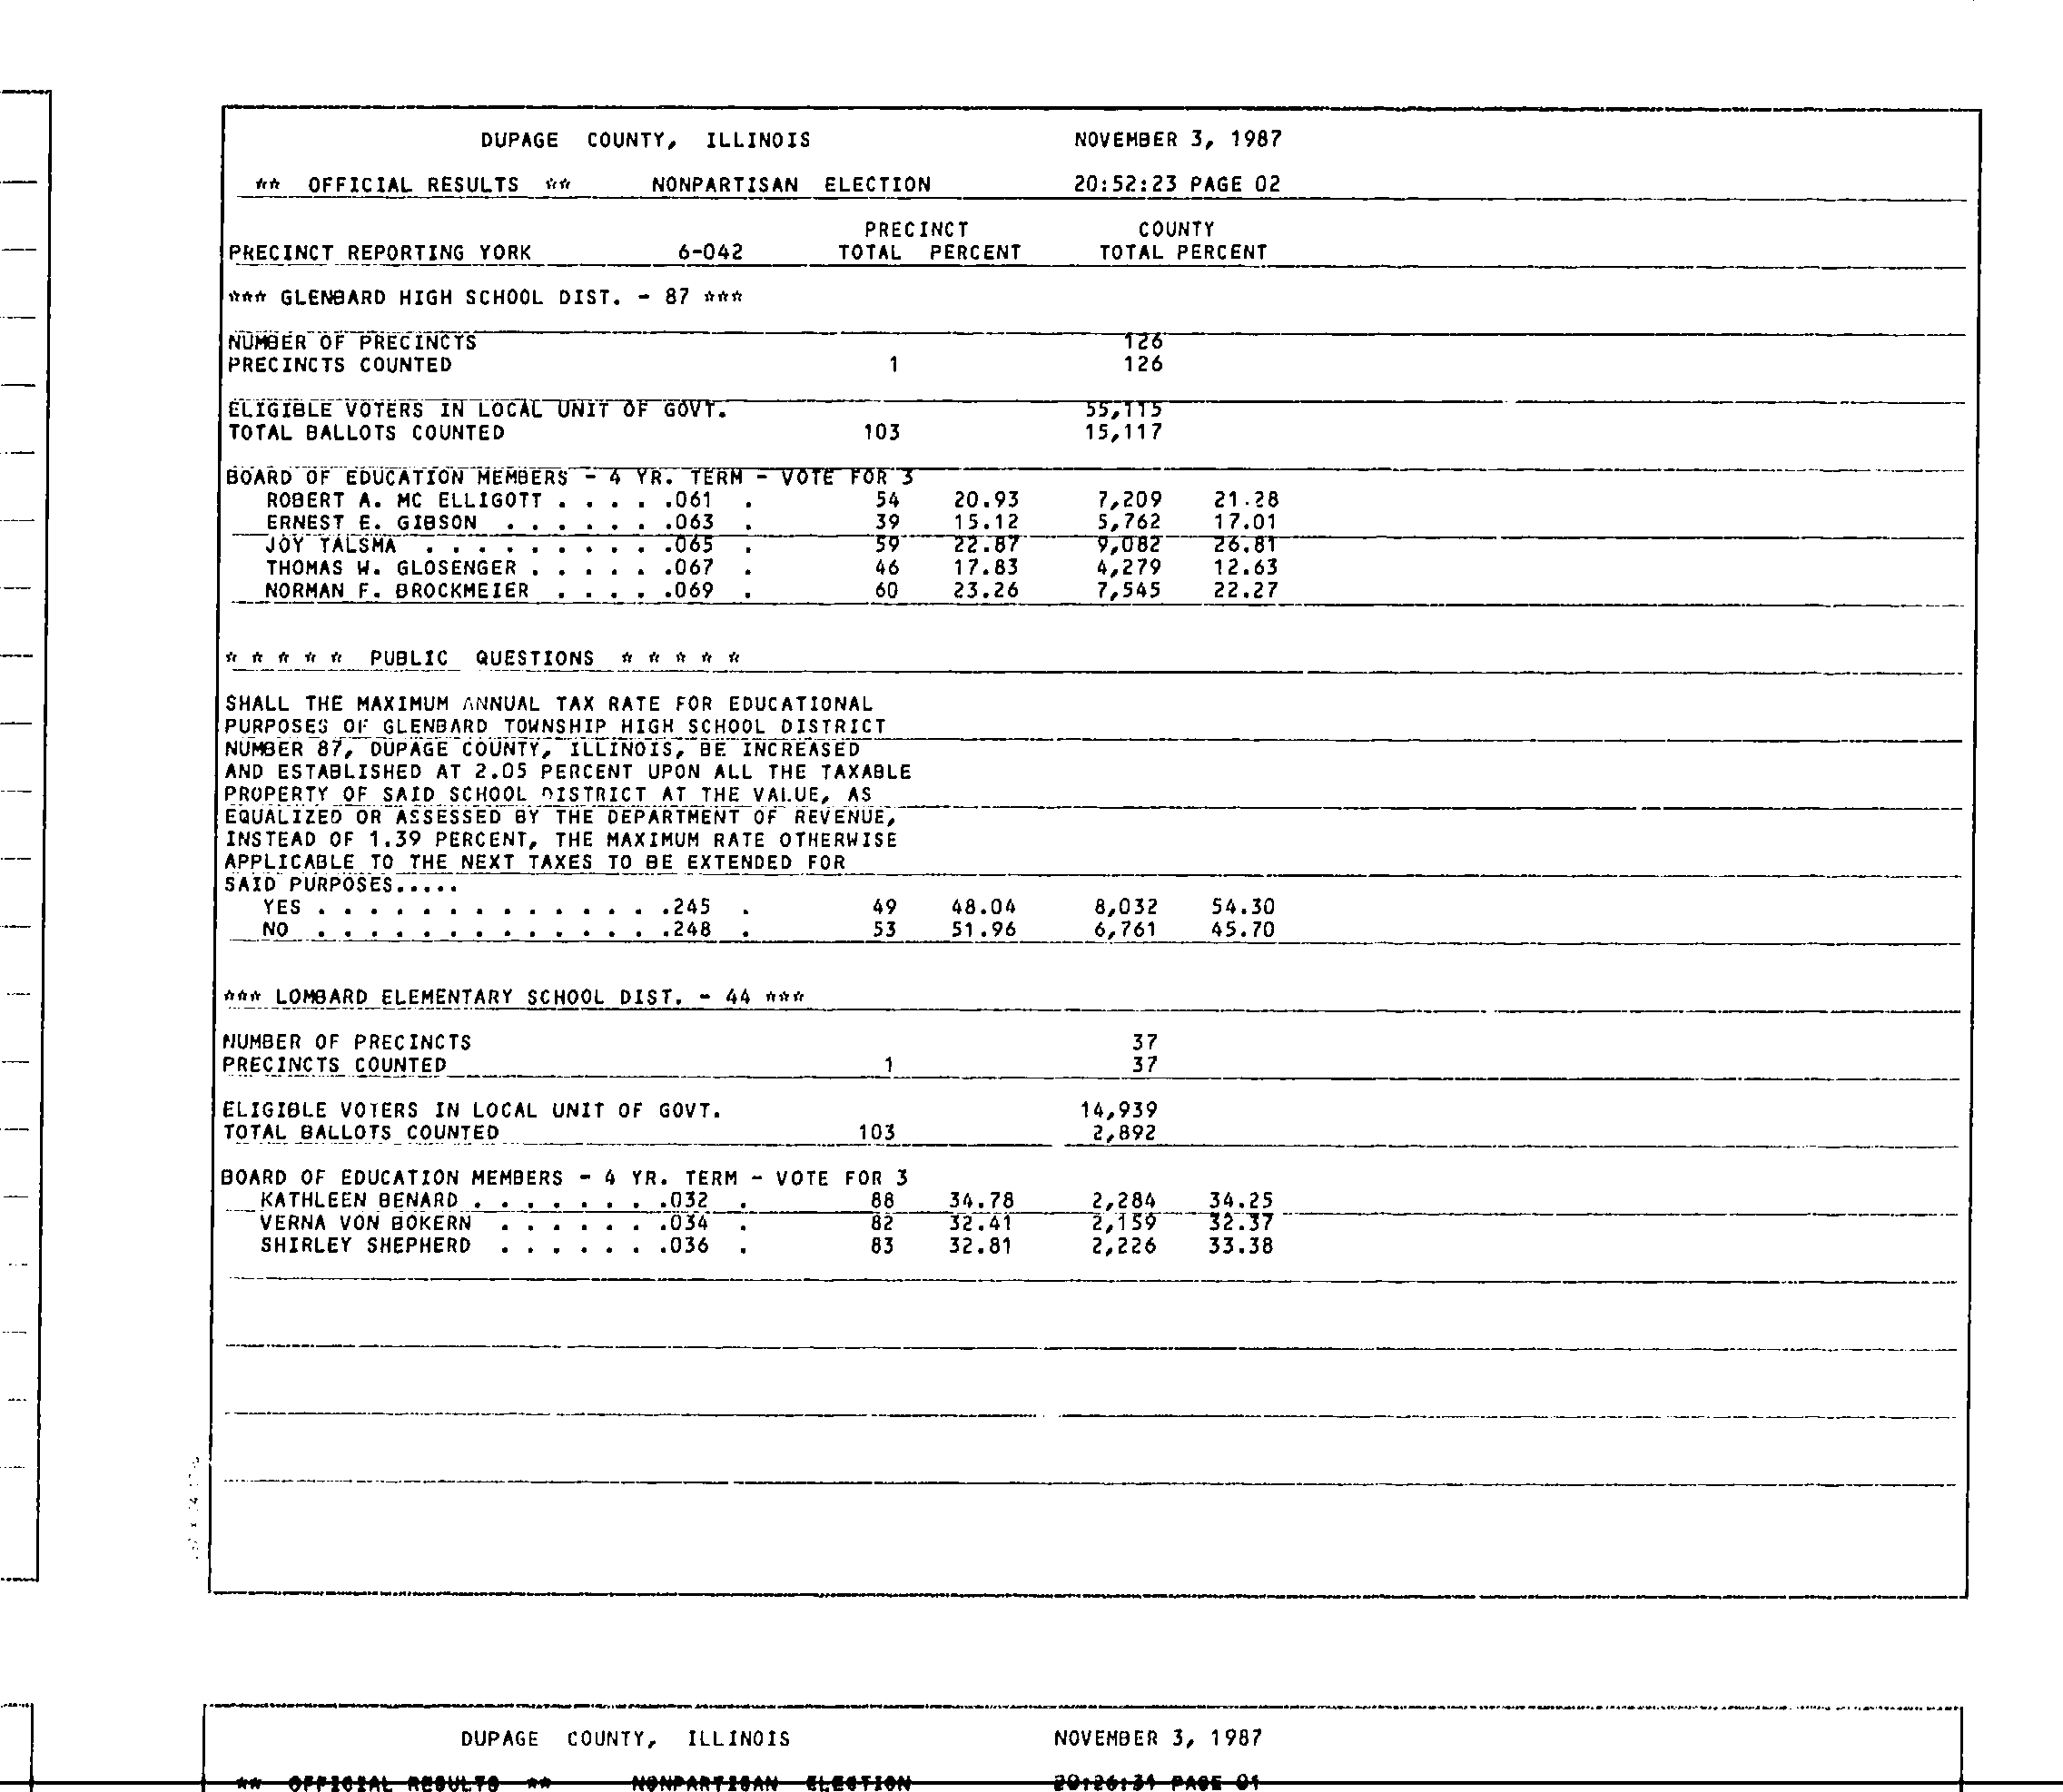 DUPAGE COUNTY, ILLINOIS NOVEMBER 3, 1987
** OFFICIAL RESULTS ** NONPARTISAN ELECTION 20:52:23 PAGE 02
PRECINCT COUNTY
PRECINCT REPORTING YORK 6-042 TOTAL PERCENT TOTAL PERCENT
*** GLENBARD HIGH SCHOOL DIST. - 87 ***
NUMBER OF PRECINCTS 126
PRECINCTS COUNTED 1 126
ELIGIBLE VOTERS IN LOCAL UNIT OF GOVT. 55,115
TOTAL BALLOTS COUNTED 103 15,117
BOARD OF EDUCATION MEMBERS - 4 YR. TERM - VOTE FOR 3
ROBERT A. MC ELLIGOTT . . . . .061 . 54 20.93 7,209 21.28
ERNEST E. GIBSON . . . . . . .063 . 39 15.12 5,762 17.01
JOY TALSMA . . . . . . . . . .065 . 59 22.87 9,082 26.81
THOMAS W. GLOSENGER . . . . . .067 . 46 17.83 4,279 12.63
NORMAN F. BROCKMEIER . . . . .069 . 60 23.26 7,545 22.27
* * * * * PUBLIC QUESTIONS * * * * *
SHALL THE MAXIMUM ANNUAL TAX RATE FOR EDUCATIONAL
PURPOSES OF GLENBARD TOWNSHIP HIGH SCHOOL DISTRICT
NUMBER 87, DUPAGE COUNTY, ILLINOIS, BE INCREASED
AND ESTABLISHED AT 2.05 PERCENT UPON ALL THE TAXABLE
PROPERTY OF SAID SCHOOL DISTRICT AT THE VALUE, AS
EQUALIZED OR ASSESSED BY THE DEPARTMENT OF REVENUE,
INSTEAD OF 1.39 PERCENT, THE MAXIMUM RATE OTHERWISE
APPLICABLE TO THE NEXT TAXES TO BE EXTENDED FOR
SAID PURPOSES.....
YES . . . . . . . . . . . . . .245 . 49 48.04 8,032 54.30
NO . . . . . . . . . . . . . .248 . 53 51.96 6,761 45.70
*** LOMBARD ELEMENTARY SCHOOL DIST. - 44 ***
NUMBER OF PRECINCTS 37
PRECINCTS COUNTED 1 37
ELIGIBLE VOTERS IN LOCAL UNIT OF GOVT. 14,939
TOTAL BALLOTS COUNTED 103 2,892
BOARD OF EDUCATION MEMBERS - 4 YR. TERM - VOTE FOR 3
KATHLEEN BENARD . . . . . . . .032 . 88 34.78 2,284 34.25
VERNA VON BOKERN . . . . . . .034 . 82 32.41 2,159 32.37
SHIRLEY SHEPHERD . . . . . . .036 . 83 32.81 2,226 33.38
DUPAGE COUNTY, ILLINOIS NOVEMBER 3, 1987
** OFFICIAL RESULTS ** NONPARTISAN ELECTION 20:26:31 PAGE 01